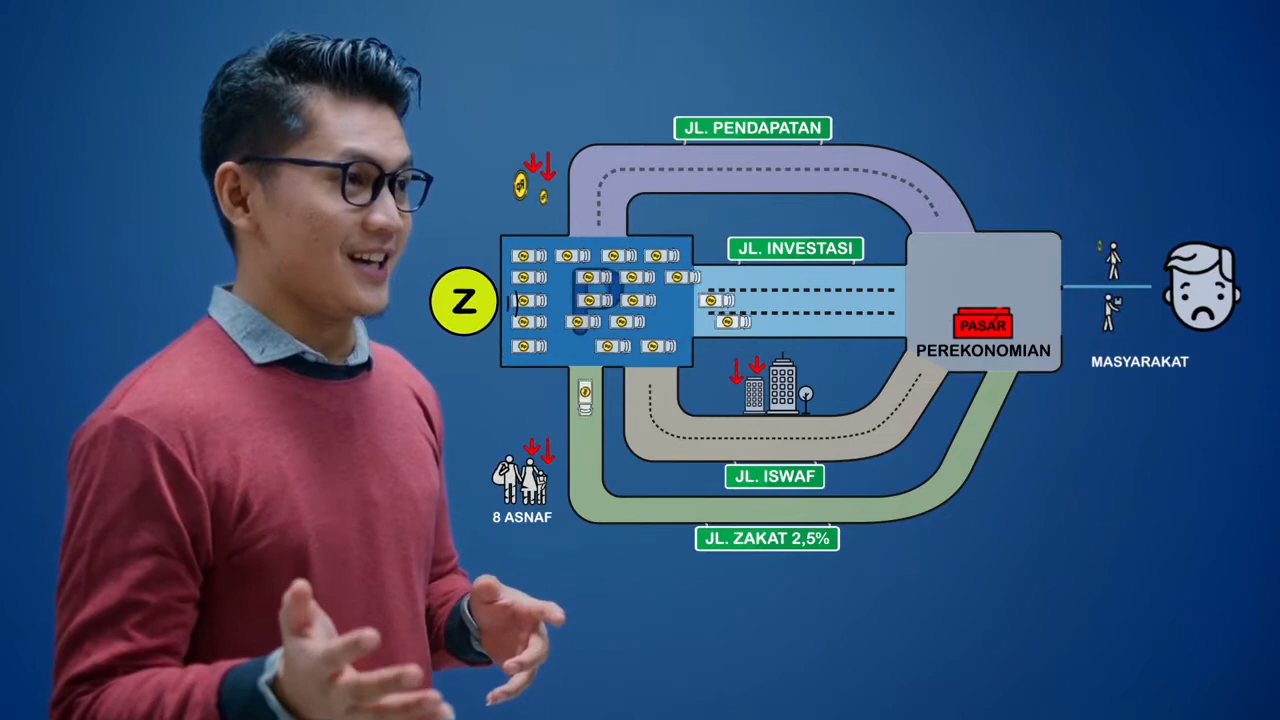 JL. PENDAPATAN
JL. INVESTASI
Z
P
PASAR
PEREKONOMIAN
MASYARAKAT
JL. ISWAF
8 ASNAF
JL. ZAKAT 2,5%